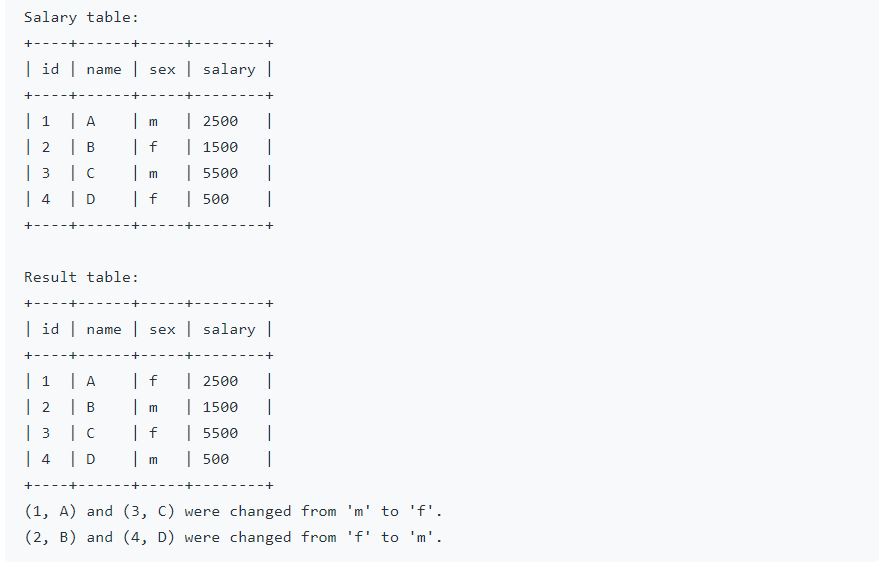 Salary table:
+----+------+-----+--------+
| id | name | sex | salary |
+----+------+-----+--------+
| 1  | A    | m   | 2500   |
| 2  | B    | f   | 1500   |
| 3  | C    | m   | 5500   |
| 4  | D    | f   | 500    |
+----+------+-----+--------+
Result table:
+----+------+-----+--------+
| id | name | sex | salary |
+----+------+-----+--------+
| 1  | A    | f   | 2500   |
| 2  | B    | m   | 1500   |
| 3  | C    | f   | 5500   |
| 4  | D    | m   | 500    |
+----+------+-----+--------+
(1, A) and (3, C) were changed from 'm' to 'f'.
(2, B) and (4, D) were changed from 'f' to 'm'.